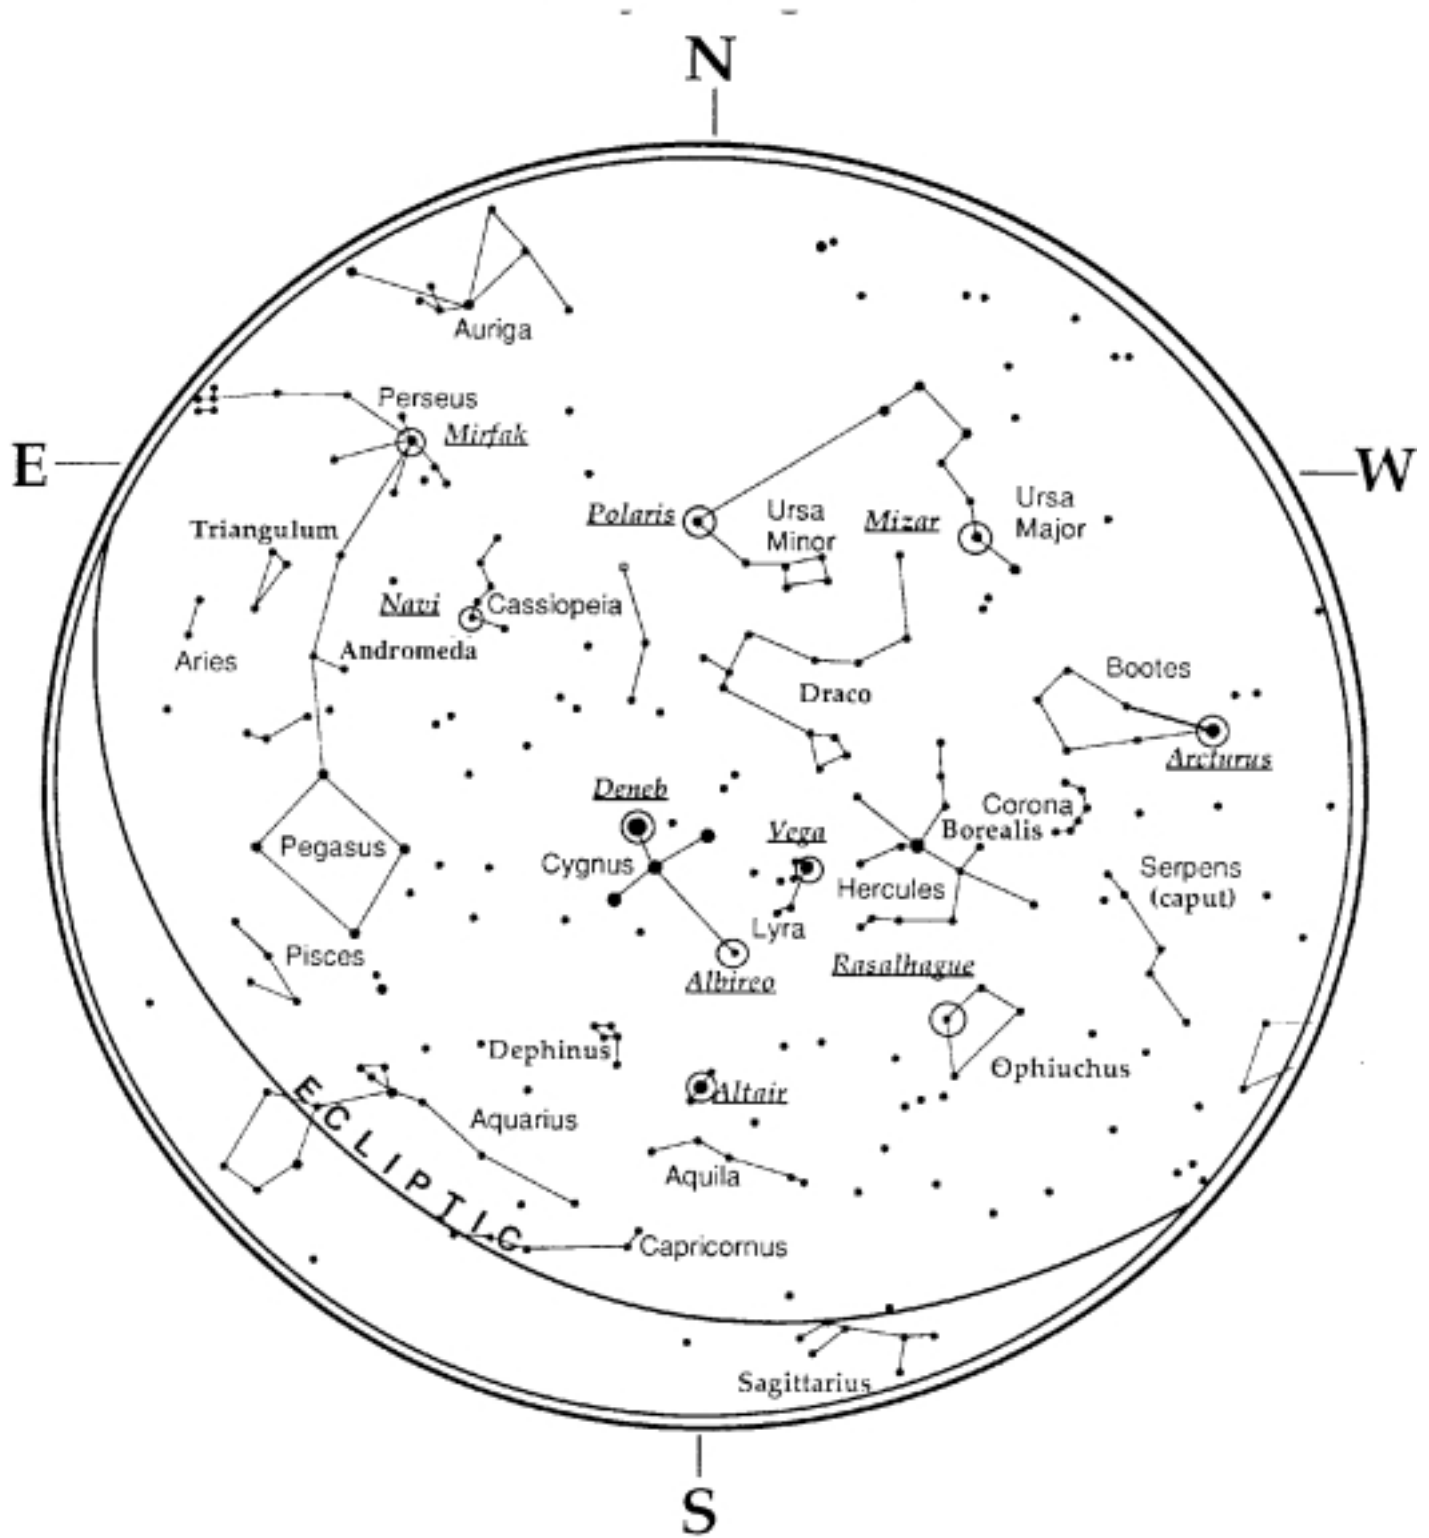 N
Auriga
Perseus
Mirfak
E
W
Triangulum
Polaris
Ursa
Minor
Mizar
Ursa
Major
Navi
Cassiopeia
Andromeda
Aries
Draco
Bootes
Arcturus
Deneb
Vega
Corona
Borealis
Pegasus
Cygnus
Hercules
Serpens
(caput)
Lyra
Pisces
Albireo
Rasalhague
Dephinus
Ophiuchus
Altair
Aquarius
ECLIPTIC
Aquila
Capricornus
Sagittarius
S